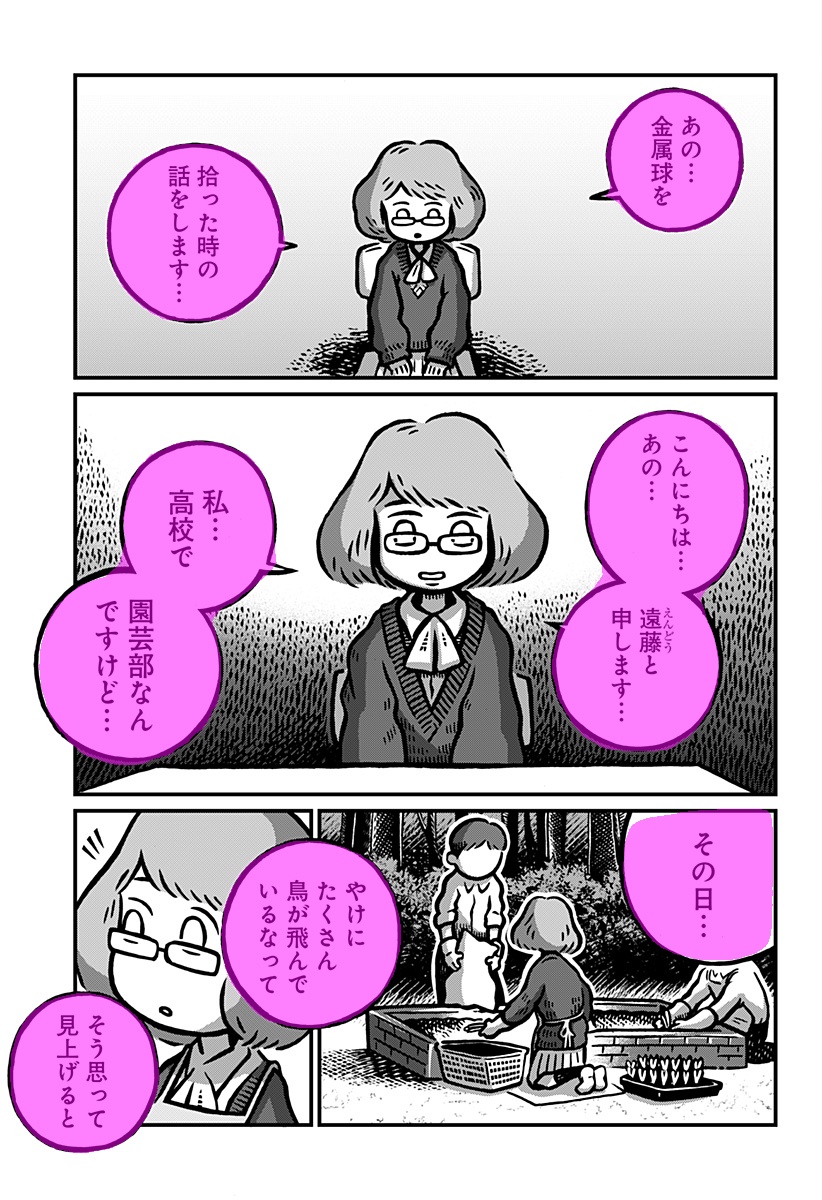 あの…
金属球を
拾った時の
話をします…
こんにちは…
あの…
遠藤と
えんどう
申します…
私…
高校で
園芸部なん
ですけど…
その日…
やけに
たくさん
鳥が飛んで
いるなって
そう思って
見上げると